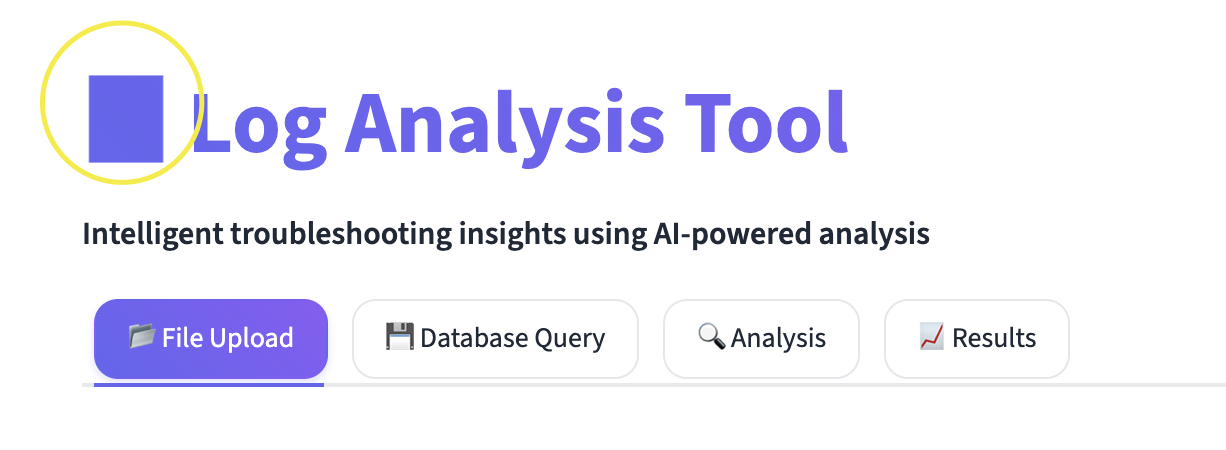 Log Analysis Tool
Intelligent troubleshooting insights using AI-powered analysis
File Upload Database Query Analysis Results